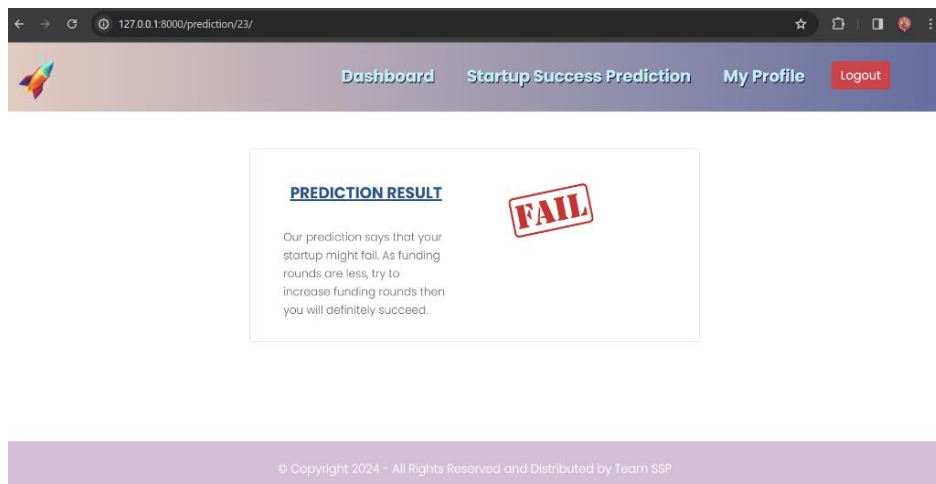 127.0.0.1:8000/prediction/23/
Dashboard Startup Success Prediction My Profile Logout
PREDICTION RESULT
FAIL
Our prediction says that your
startup might fail. As funding
rounds are less, try to
increase funding rounds then
you will definitely succeed.
© Copyright 2024 - All Rights Reserved and Distributed by Team SSP